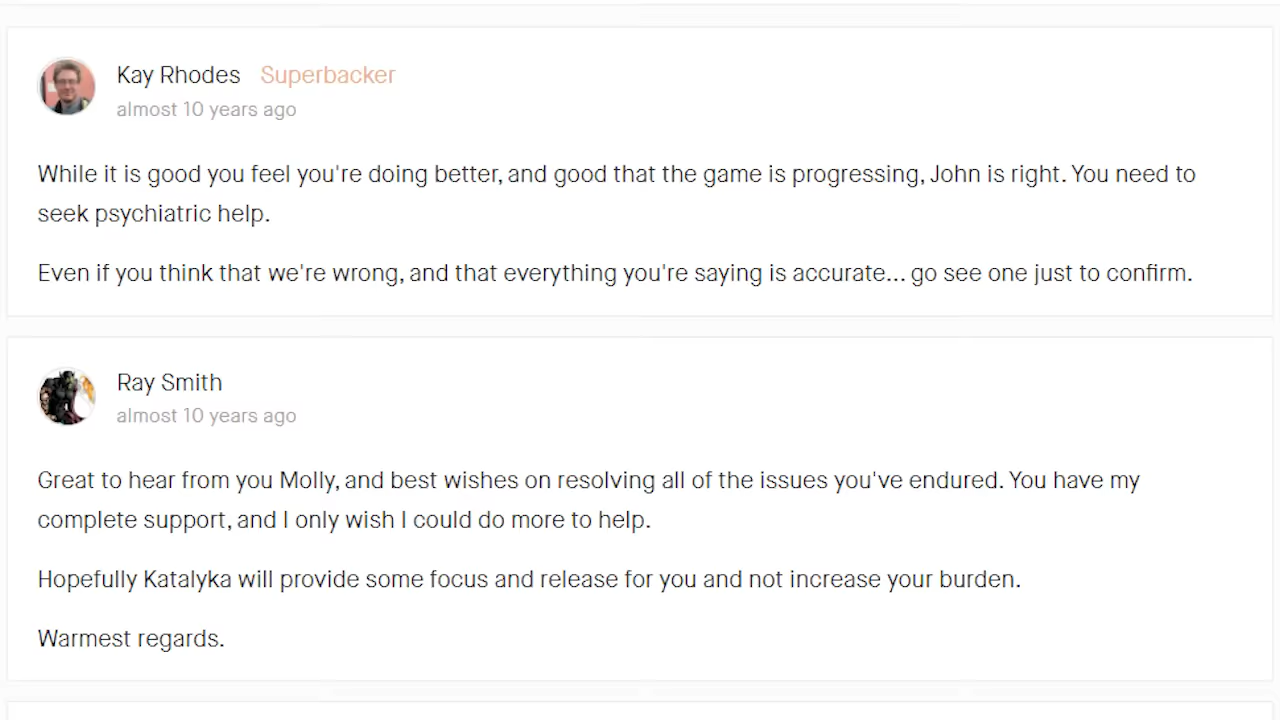 Kay Rhodes Superbacker
almost 10 years ago
While it is good you feel you're doing better, and good that the game is progressing, John is right. You need to
seek psychiatric help.
Even if you think that we're wrong, and that everything you're saying is accurate... go see one just to confirm.
Ray Smith
almost 10 years ago
Great to hear from you Molly, and best wishes on resolving all of the issues you've endured. You have my
complete support, and I only wish I could do more to help.
Hopefully Katalyka will provide some focus and release for you and not increase your burden.
Warmest regards.